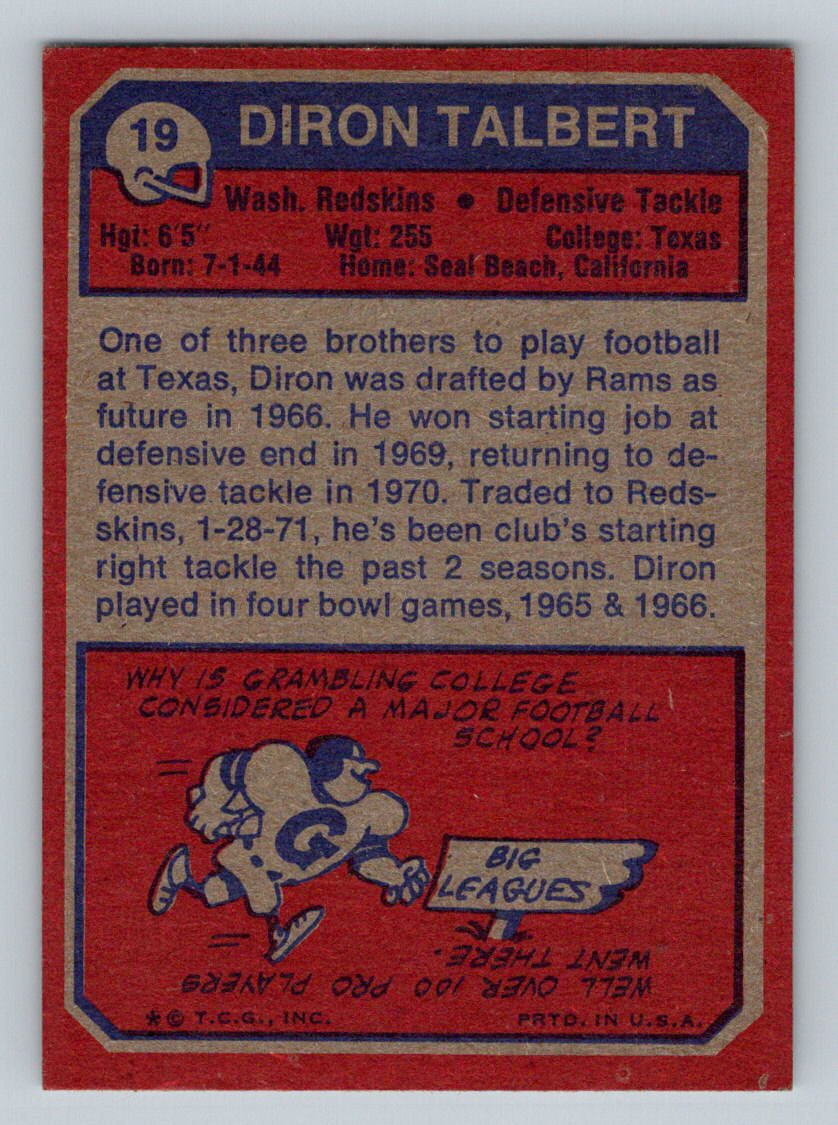 19
DIRON TALBERT
Wash. Redskins • Defensive Tackle
Hgt: 6'5" Wgt: 255 College: Texas
Born: 7-1-44 Home: Seal Beach, California
One of three brothers to play football
at Texas, Diron was drafted by Rams as
future in 1966. He won starting job at
defensive end in 1969, returning to de-
fensive tackle in 1970. Traded to Reds-
skins, 1-28-71, he's been club's starting
right tackle the past 2 seasons. Diron
played in four bowl games, 1965 & 1966.
WHY IS GRAMBLING COLLEGE
CONSIDERED A MAJOR FOOTBALL
SCHOOL?
G
BIG
LEAGUES
WELL OVER 100 PRO PLAYERS
WENT THERE.
* © T.C.G., INC. PRTD. IN U.S.A.